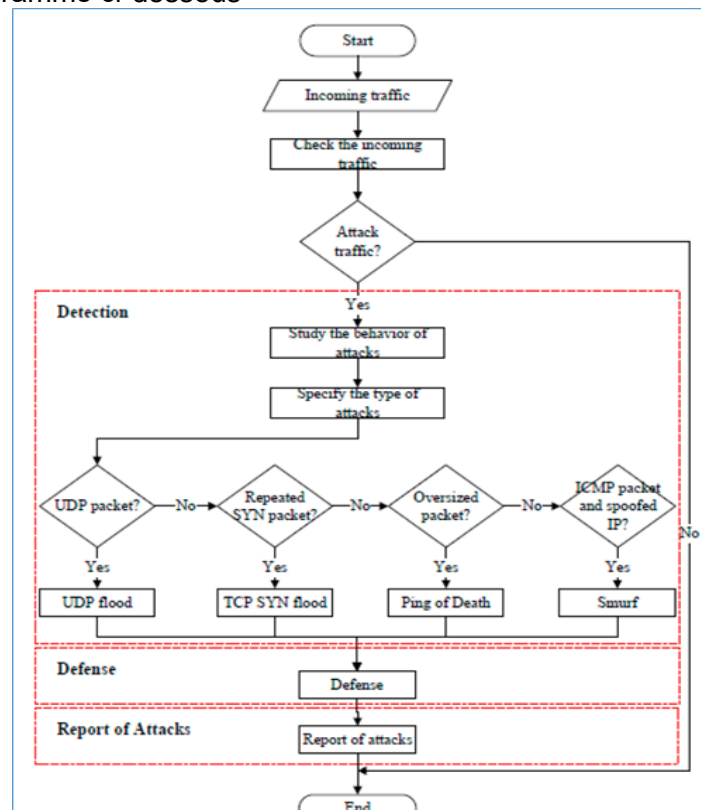 ramme ci-dessous
Start
Incoming traffic
Check the incoming
traffic
Attack
traffic?
Yes
Detection
Study the behavior of
attacks
Specify the type of
attacks
UDP packet?
No
Repeated
SYN packet?
No
Oversized
packet?
No
ICMP packet
and spoofed
IP?
No
Yes
Yes
Yes
Yes
UDP flood
TCP SYN flood
Ping of Death
Smurf
Defense
Defense
Report of Attacks
Report of attacks
End